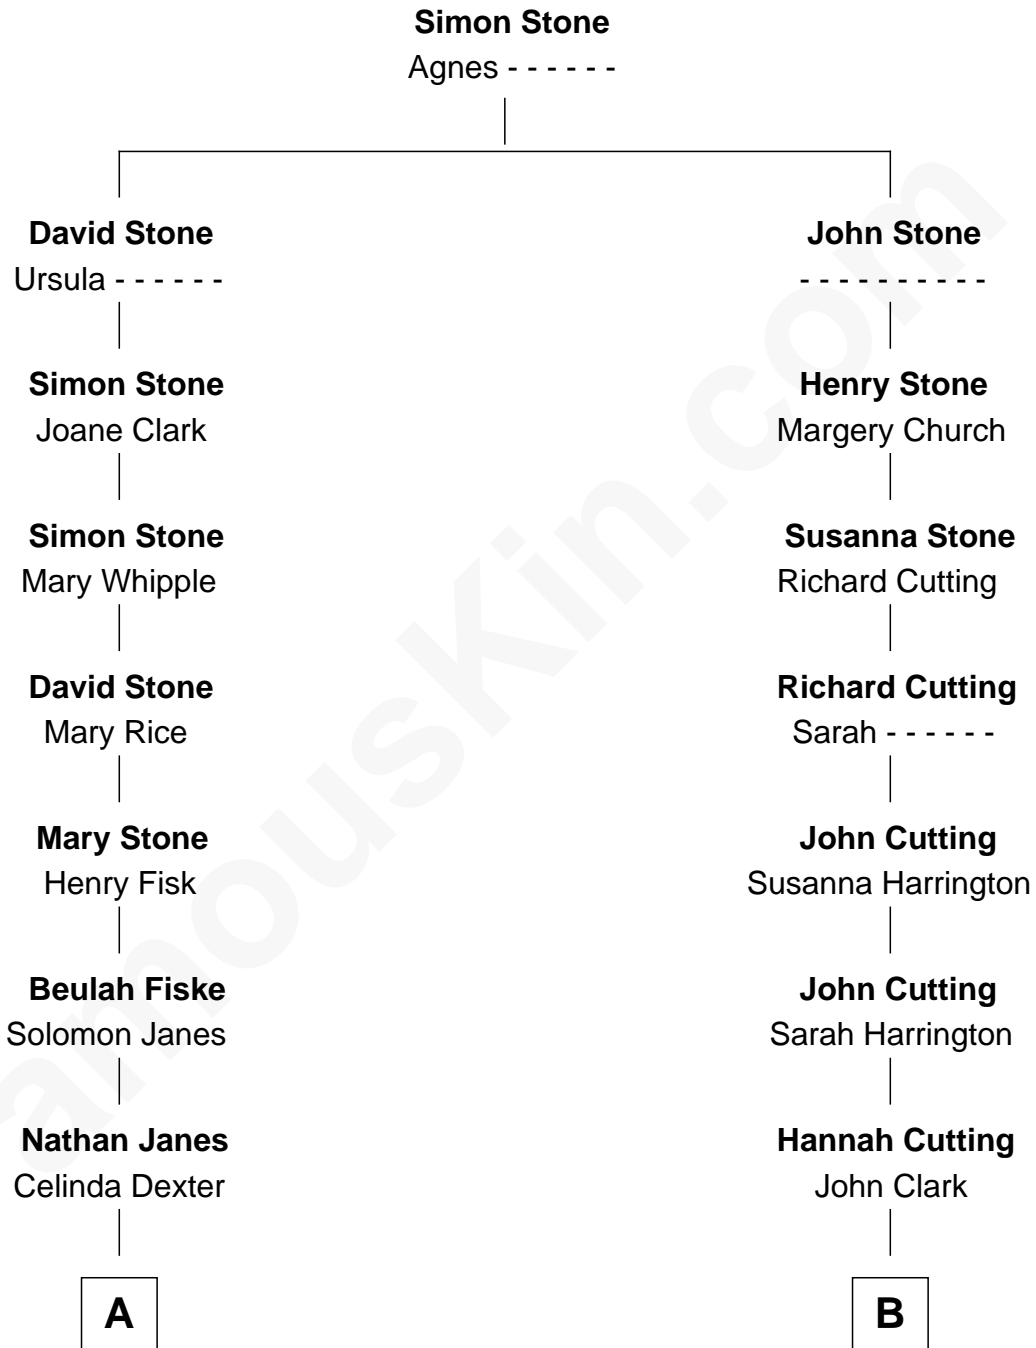 Simon Stone
Agnes - - - - - -
David Stone
Ursula - - - - - -
John Stone
- - - - - - - - - -
Simon Stone
Joane Clark
Henry Stone
Margery Church
Simon Stone
Mary Whipple
Susanna Stone
Richard Cutting
David Stone
Mary Rice
Richard Cutting
Sarah - - - - - -
Mary Stone
Henry Fisk
John Cutting
Susanna Harrington
Beulah Fiske
Solomon Janes
John Cutting
Sarah Harrington
Nathan Janes
Celinda Dexter
Hannah Cutting
John Clark
A
B
amouskin.com